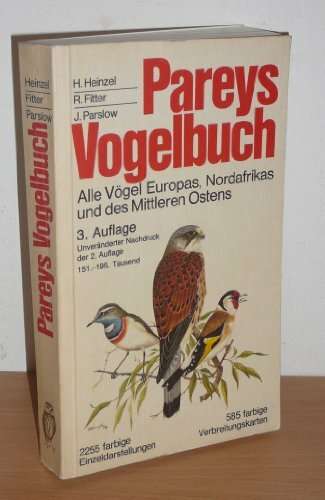 Heinzel
Fitter
Parslow
Pareys Vogelbuch
H. Heinzel
R. Fitter
J. Parslow
Pareys
Vogelbuch
Alle Vögel Europas, Nordafrikas
und des Mittleren Ostens
3. Auflage
Unveränderter Nachdruck
der 2. Auflage
151.-196. Tausend
2255 farbige
Einzeldarstellungen
585 farbige
Verbreitungskarten